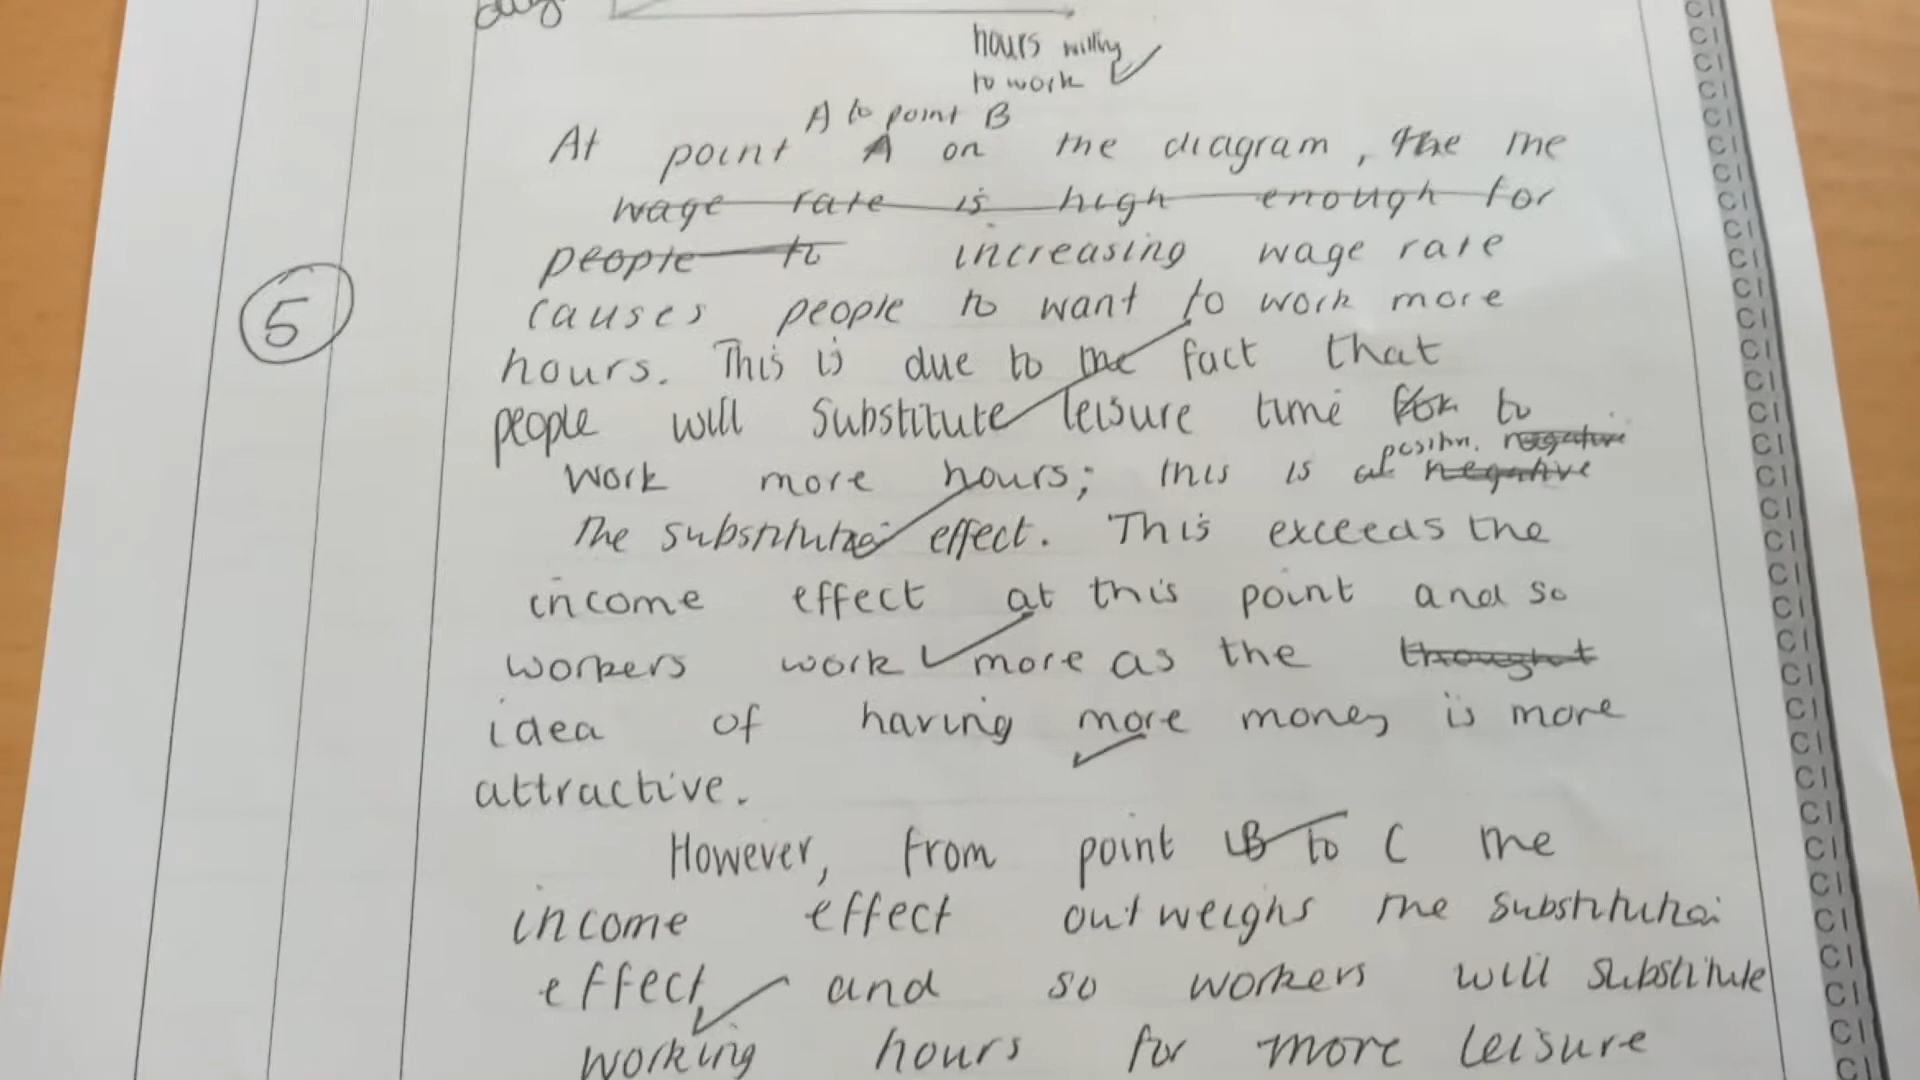 hours willing
to work
A to point B
At point A on the diagram, the the
wage rate is high enough for
people to increasing wage rate
causes people to want to work more
hours. This is due to the fact that
people will substitute leisure time for to
positive negative
work more hours; this is a negative
The substitution effect. This exceeds the
income effect at this point and so
workers work more as the thought
idea of having more money is more
attractive.
5
However, from point B to C the
income effect outweighs the substitution
effect and so workers will substitute
working hours for more leisure